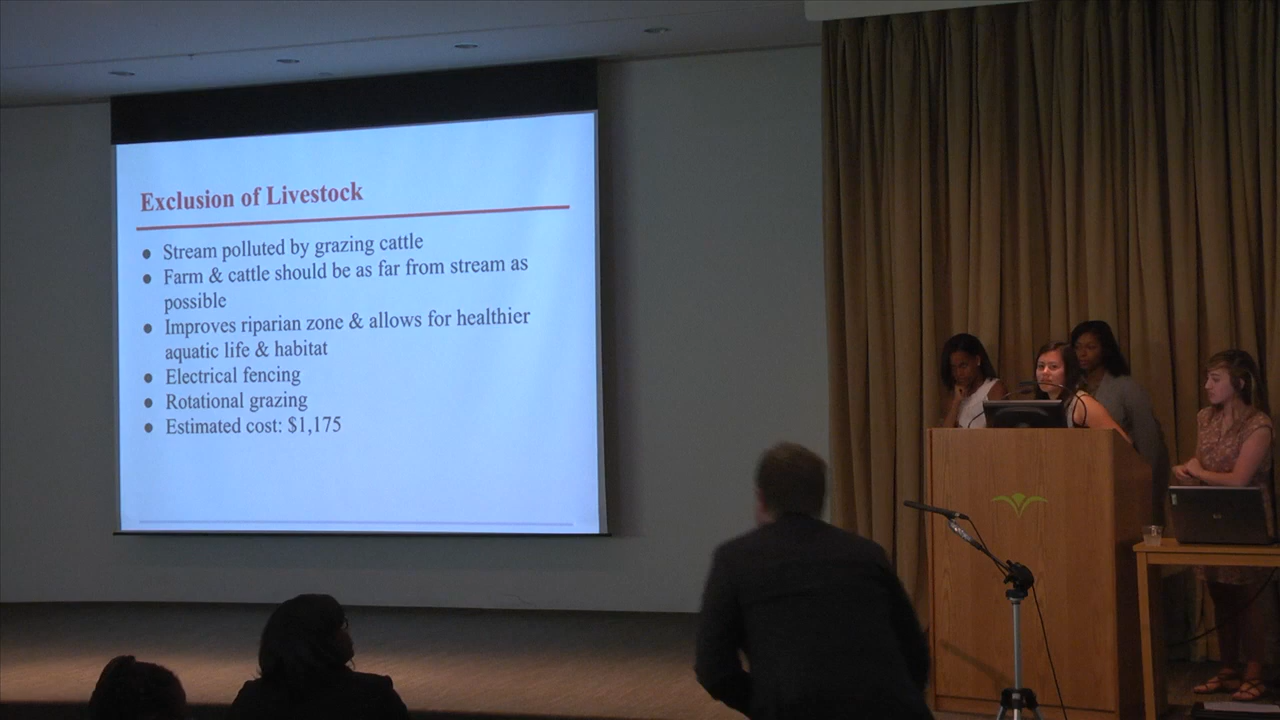 Exclusion of Livestock
● Stream polluted by grazing cattle
● Farm & cattle should be as far from stream as
possible
● Improves riparian zone & allows for healthier
aquatic life & habitat
● Electrical fencing
● Rotational grazing
● Estimated cost: $1,175